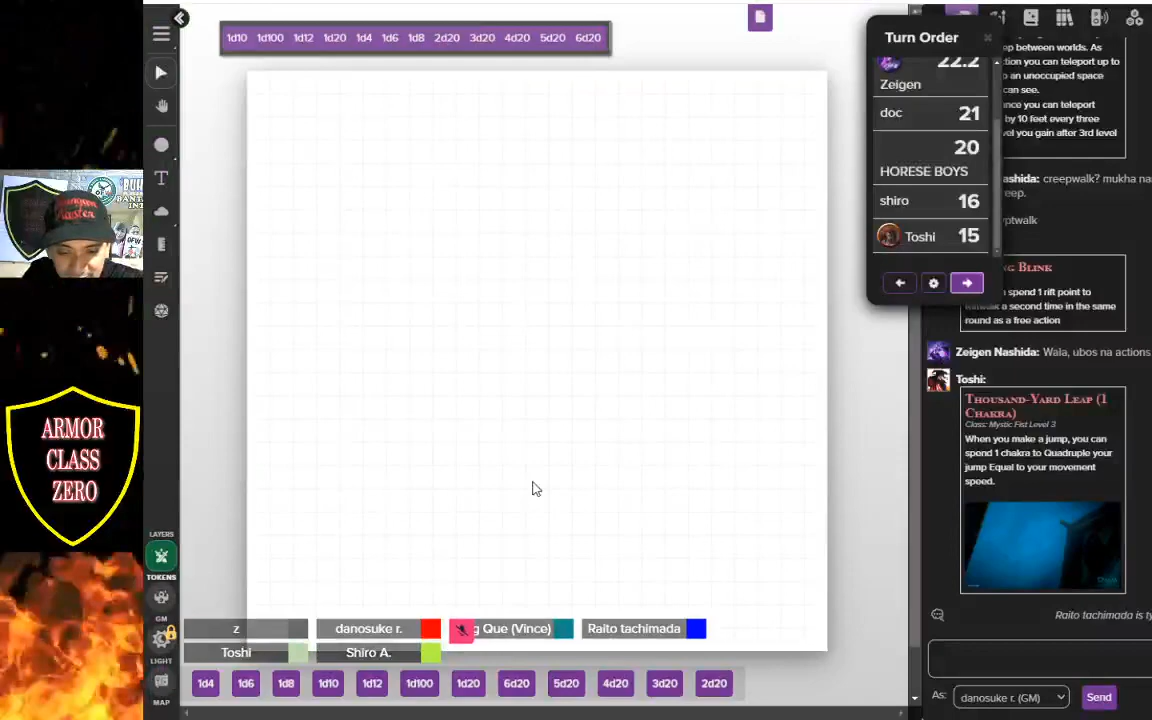 1d10 1d100 1d12 1d20 1d4 1d6 1d8 2d20 3d20 4d20 5d20 6d20
Turn Order
22.2
Zeigen
doc 21
20
HORESE BOYS
shiro 16
Toshi 15
ep between worlds. As
tion you can teleport up
o an unoccupied space
can see.
ance you can teleport
by 10 feet every three
vel you gain after 3rd level
ashida: creepwalk? mukha na
eep.
ptwalk
NG BLINK
n spend 1 rift point to
a second time in the same
round as a free action
Zeigen Nashida: Wala, ubos na actions
Toshi:
THOUSAND-YARD LEAP (1
CHAKRA)
Class: Mystic Fist Level 3
When you make a jump, you can
spend 1 chakra to Quadruple your
jump Equal to your movement
speed.
Raito tachimada is ty
As: danosuke r. (GM) Send
Dungeon
Master
ARMOR
CLASS
ZERO
T
LAYERS
TOKENS
GM
LIGHT
MAP
z danosuke r. g Que (Vince) Raito tachimada
Toshi Shiro A.
1d4 1d6 1d8 1d10 1d12 1d100 1d20 6d20 5d20 4d20 3d20 2d20